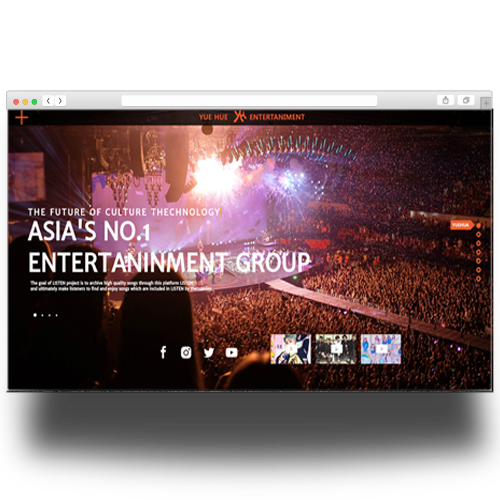 YUE HUE ENTERTANIMENT
THE FUTURE OF CULTURE THECHNOLOGY
ASIA'S NO.1
ENTERTANINMENT GROUP
The goal of LISTEN project is to archive high quality songs through this platform LISTEN
and ultimately make listeners to find and enjoy songs which are included in LISTEN by themselves
YUEHUA